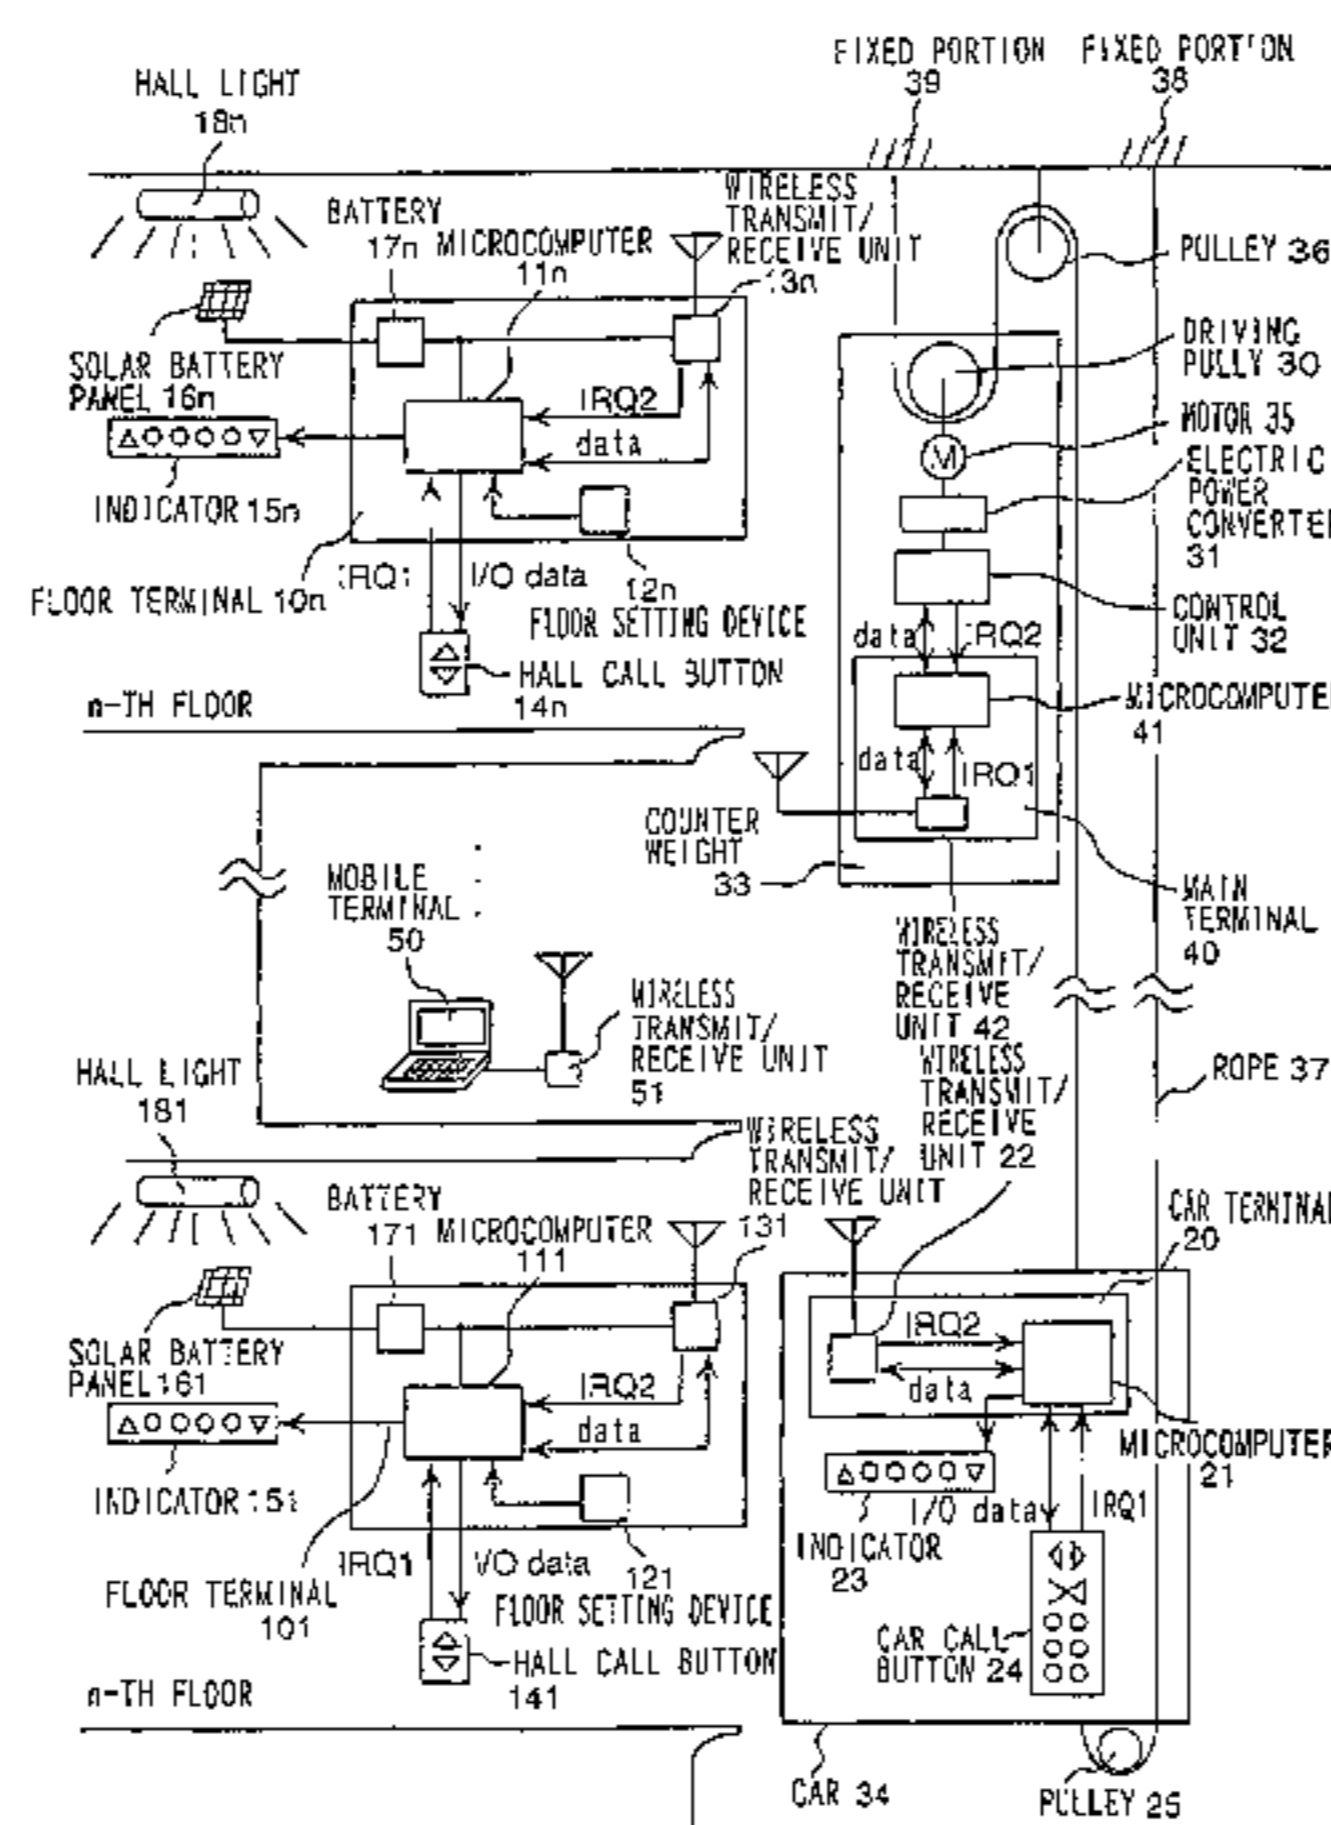 FIXED PORTION
39
FIXED PORTION
38
HALL LIGHT
18n
BATTERY
17n
MICROCOMPUTER
11n
WIRELESS
TRANSMIT/
RECEIVE UNIT
13n
PULLEY 36
DRIVING
PULLY 30
SOLAR BATTERY
PANEL 16n
IRQ2
data
MOTOR 35
M
INDICATOR 15n
ELECTRIC
POWER
CONVERTE
31
FLOOR TERMINAL 10n
IRQ1
I/O data
12n
FLOOR SETTING DEVICE
CONTROL
UNIT 32
data
IRQ2
HALL CALL BUTTON
14n
n-TH FLOOR
MICROCOMPUTE
41
data
IRQ1
COUNTER
WEIGHT
33
MAIN
TERMINAL
40
MOBILE
TERMINAL
50
WIRELESS
TRANSMIT/
RECEIVE
UNIT 42
WIRELESS
TRANSMIT/
RECEIVE UNIT
51
WIRELESS
TRANSMIT/
RECEIVE
UNIT 22
ROPE 37
HALL LIGHT
181
BATTERY
171
MICROCOMPUTER
111
WIRELESS
TRANSMIT/
RECEIVE UNIT
131
CAR TERMINAL
20
SOLAR BATTERY
PANEL 161
IRQ2
data
IRQ2
data
INDICATOR 151
MICROCOMPUTER
21
I/O data
IRQ1
INDICATOR
23
FLOOR TERMINAL
101
IRQ1
I/O data
121
FLOOR SETTING DEVICE
HALL CALL BUTTON
141
CAR CALL
BUTTON 24
n-TH FLOOR
CAR 34
PULLEY 25